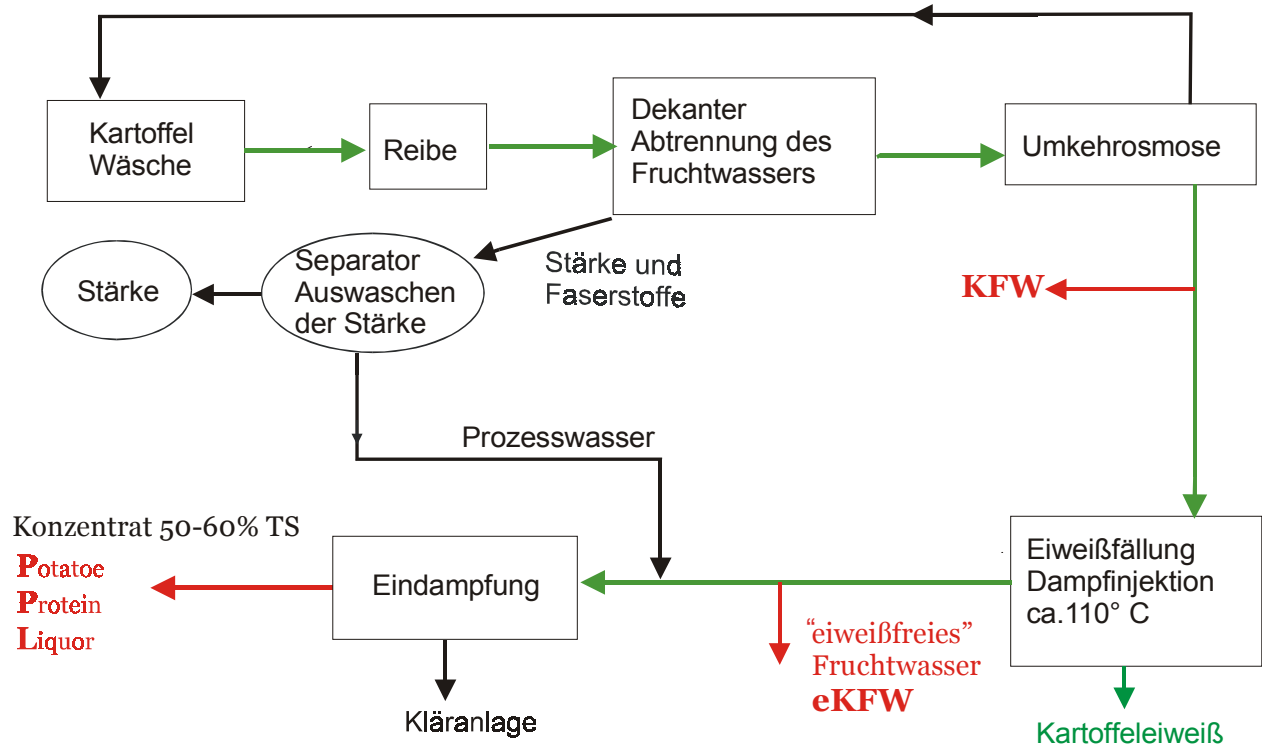 Kartoffel
Wäsche
Reibe
Dekanter
Abtrennung des
Fruchtwassers
Umkehrosmose
Stärke
Separator
Auswaschen
der Stärke
Stärke und
Faserstoffe
KFW
Prozesswasser
Konzentrat 50-60% TS
Potatoe
Protein
Liquor
Eindampfung
Eiweißfällung
Dampfinjektion
ca.110° C
“eiweißfreies”
Fruchtwasser
eKFW
Kläranlage
Kartoffeleiweiß